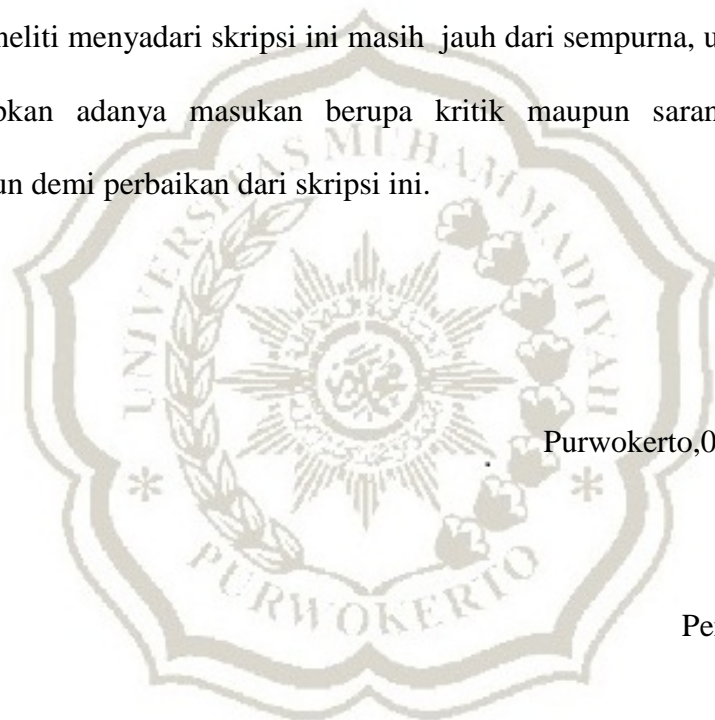 neliti menyadari skripsi ini masih jauh dari sempurna, u
pkan adanya masukan berupa kritik maupun saran
un demi perbaikan dari skripsi ini.
UNIVERSITAS MUHAMMADIYAH
Purwokerto,0
PURWOKERTO
Pe